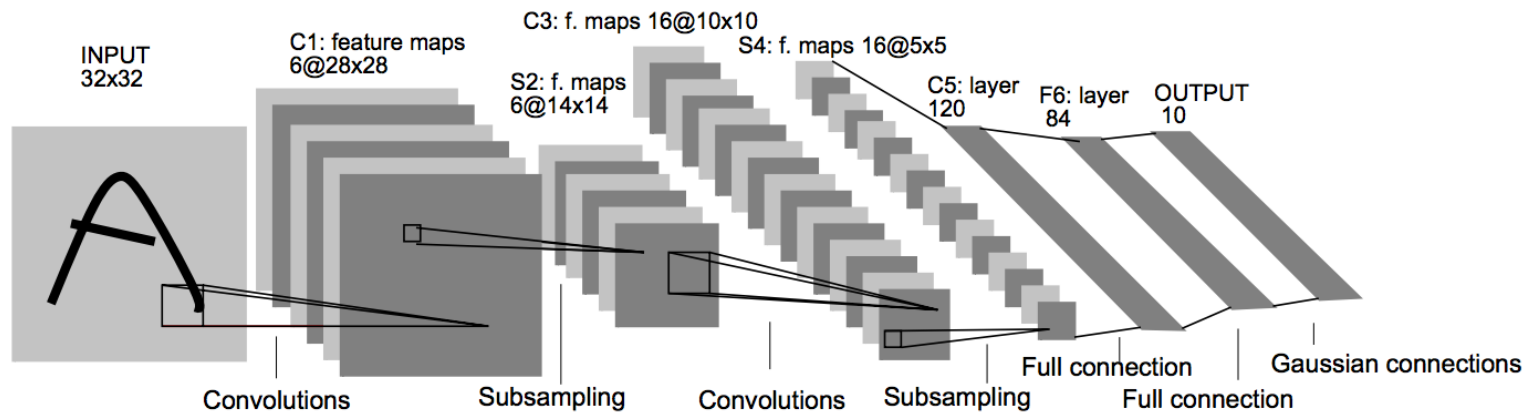 INPUT
32x32
C1: feature maps
6@28x28
S2: f. maps
6@14x14
C3: f. maps 16@10x10
S4: f. maps 16@5x5
C5: layer
120
F6: layer
84
OUTPUT
10
Convolutions
Subsampling
Convolutions
Subsampling
Full connection
Full connection
Gaussian connections